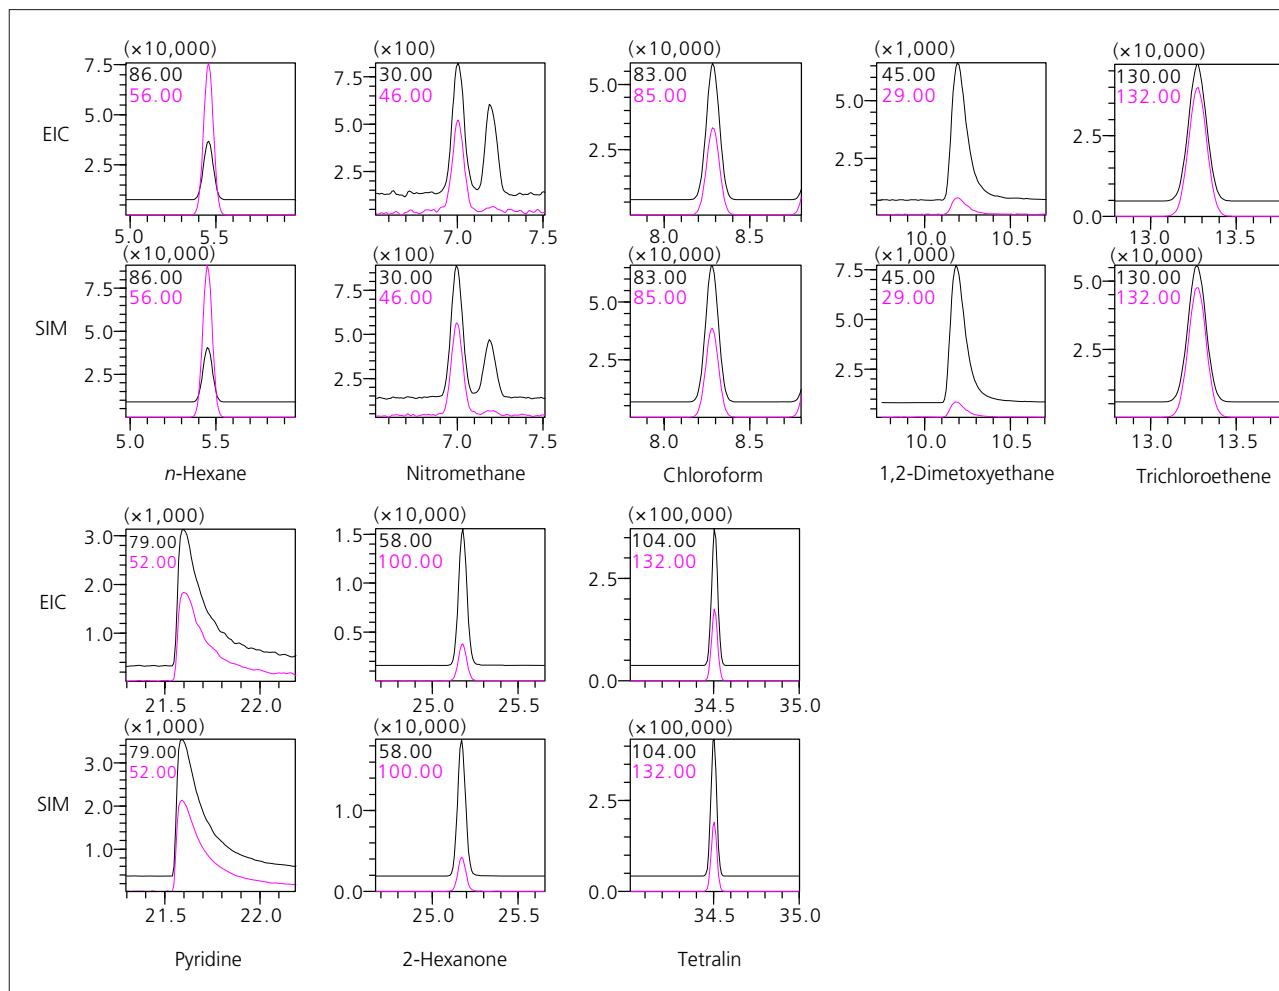 (×10,000) (×100) (×10,000) (×1,000) (×10,000)
EIC
7.5 5.0 2.5 86.00 56.00 5.0 5.5
7.5 5.0 2.5 30.00 46.00 7.0 7.5
5.0 2.5 83.00 85.00 8.0 8.5
5.0 2.5 45.00 29.00 10.0 10.5
2.5 0.0 130.00 132.00 13.0 13.5
(×10,000) (×100) (×10,000) (×1,000) (×10,000)
SIM
7.5 5.0 2.5 86.00 56.00 5.0 5.5
7.5 5.0 2.5 30.00 46.00 7.0 7.5
5.0 2.5 83.00 85.00 8.0 8.5
7.5 5.0 2.5 45.00 29.00 10.0 10.5
5.0 2.5 130.00 132.00 13.0 13.5
n-Hexane Nitromethane Chloroform 1,2-Dimetoxyethane Trichloroethene
(×1,000) (×10,000) (×100,000)
EIC
3.0 2.0 1.0 79.00 52.00 21.5 22.0
1.5 1.0 0.5 58.00 100.00 25.0 25.5
2.5 0.0 104.00 132.00 34.5 35.0
(×1,000) (×10,000) (×100,000)
SIM
3.0 2.0 1.0 79.00 52.00 21.5 22.0
1.0 0.0 58.00 100.00 25.0 25.5
2.5 0.0 104.00 132.00 34.5 35.0
Pyridine 2-Hexanone Tetralin